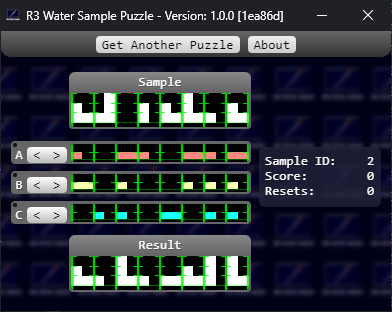 R3 Water Sample Puzzle - Version: 1.0.0 [1ea86d]
Get Another Puzzle About
Sample
A < >
B < >
C < >
Sample ID: 2
Score: 0
Resets: 0
Result